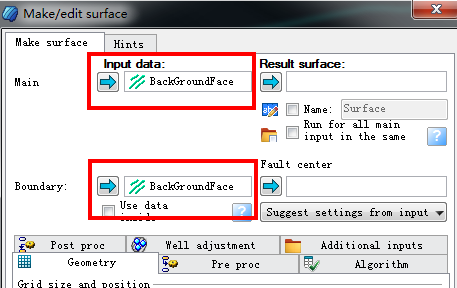 Make/edit surface
Make surface
Hints
Input data:
Result surface:
Main
BackGroundFace
Name:
Surface
Run for all main
input in the same
?
Fault center
Boundary:
BackGroundFace
Use data
inside
?
Suggest settings from input
Post proc
Well adjustment
Additional inputs
Geometry
Pre proc
Algorithm
Grid size and position